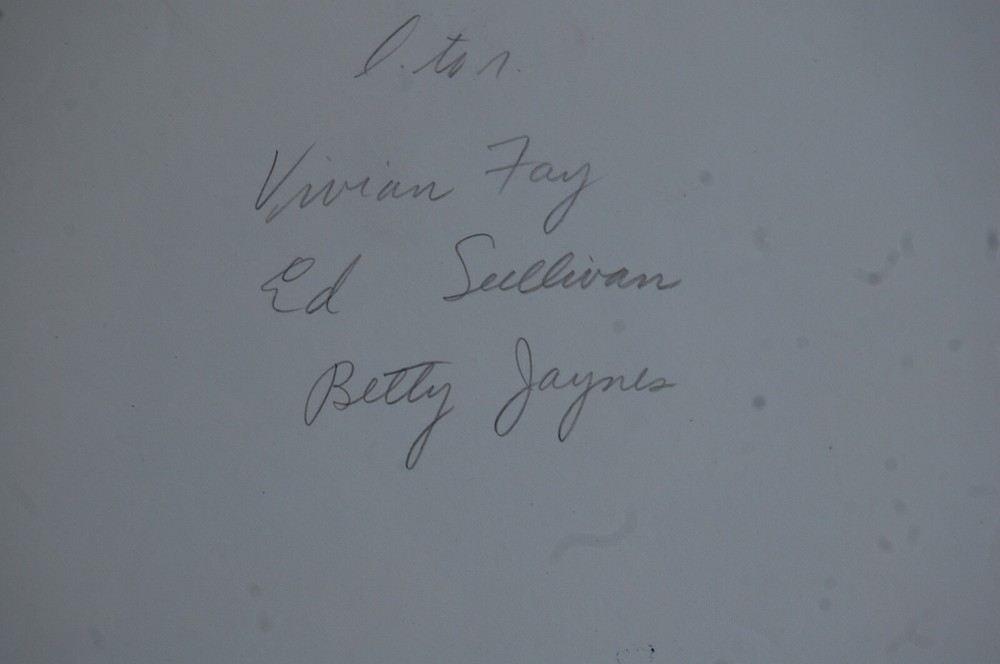 l. to r.
Vivian Fay
Ed Sullivan
Betty Jaynes